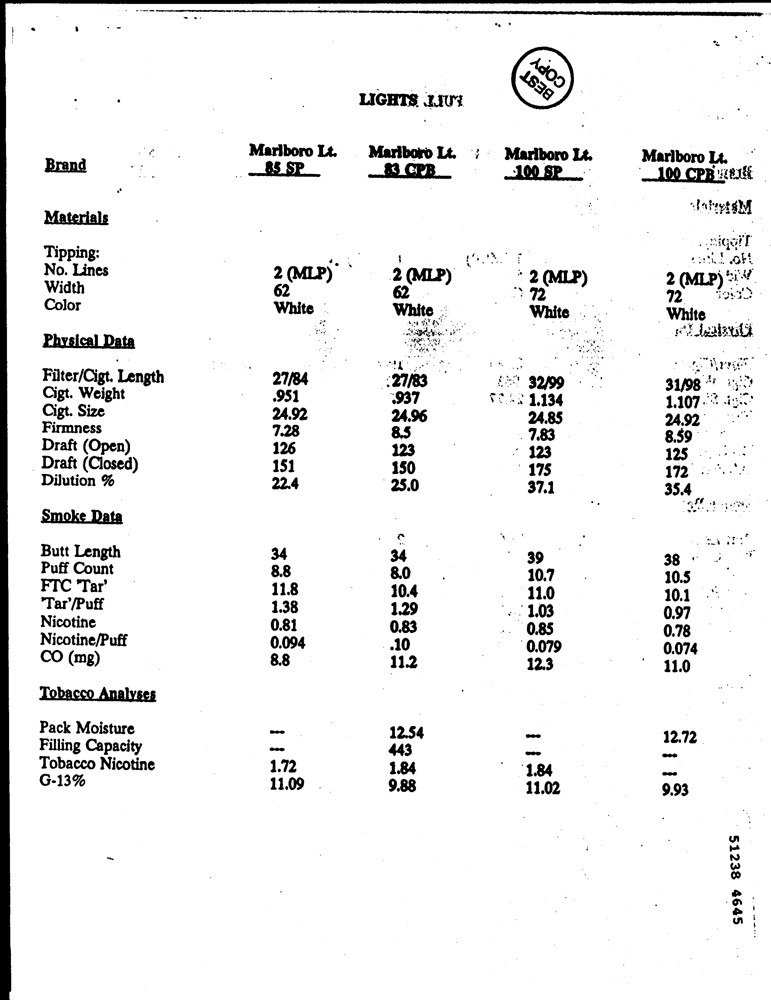 BEST
COPY
LIGHTS
Brand Marlboro Lt. 85 SP Marlboro Lt. 83 CPB Marlboro Lt. 100 SP Marlboro Lt. 100 CPB
Materials
Tipping:
No. Lines 2 (MLP) 2 (MLP) 2 (MLP) 2 (MLP)
Width 62 62 72 72
Color White White White White
Physical Data
Filter/Cigt. Length 27/84 27/83 32/99 31/98
Cigt. Weight .951 .937 1.134 1.107
Cigt. Size 24.92 24.96 24.85 24.92
Firmness 7.28 8.5 7.83 8.59
Draft (Open) 126 123 123 125
Draft (Closed) 151 150 175 172
Dilution % 22.4 25.0 37.1 35.4
Smoke Data
Butt Length 34 34 39 38
Puff Count 8.8 8.0 10.7 10.5
FTC 'Tar' 11.8 10.4 11.0 10.1
'Tar'/Puff 1.38 1.29 1.03 0.97
Nicotine 0.81 0.83 0.85 0.78
Nicotine/Puff 0.094 .10 0.079 0.074
CO (mg) 8.8 11.2 12.3 11.0
Tobacco Analyses
Pack Moisture --- 12.54 --- 12.72
Filling Capacity --- 443 --- ---
Tobacco Nicotine 1.72 1.84 1.84 ---
G-13% 11.09 9.88 11.02 9.93
51238 4645